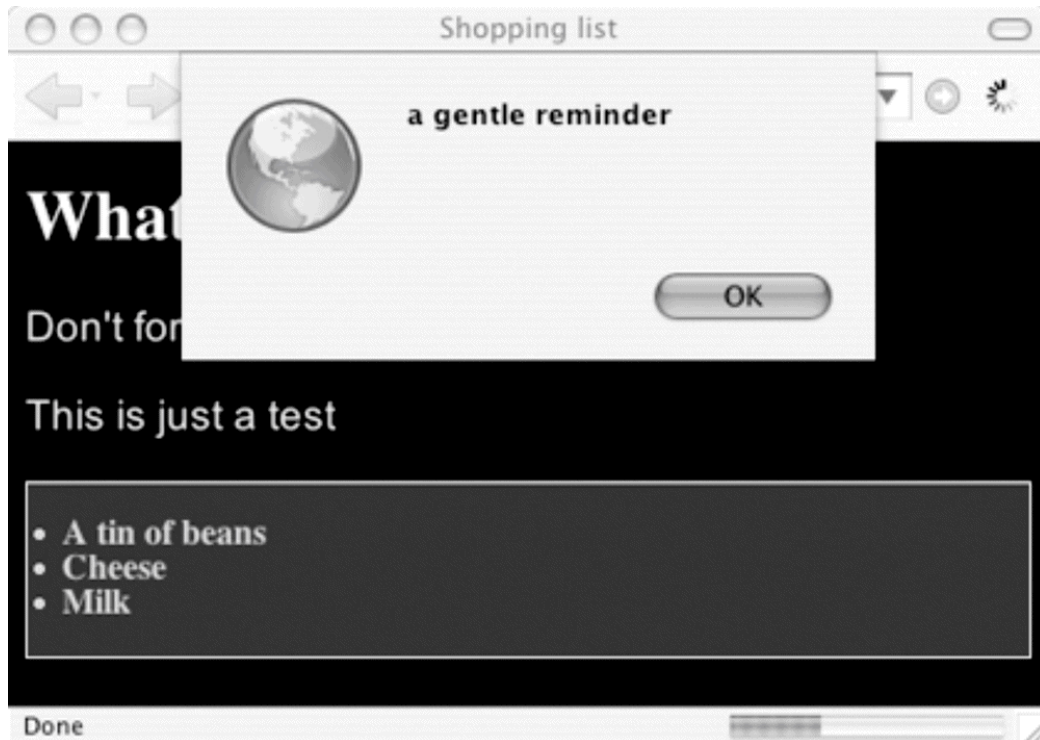 Shopping list
a gentle reminder
OK
What
Don't for
This is just a test
• A tin of beans
• Cheese
• Milk
Done